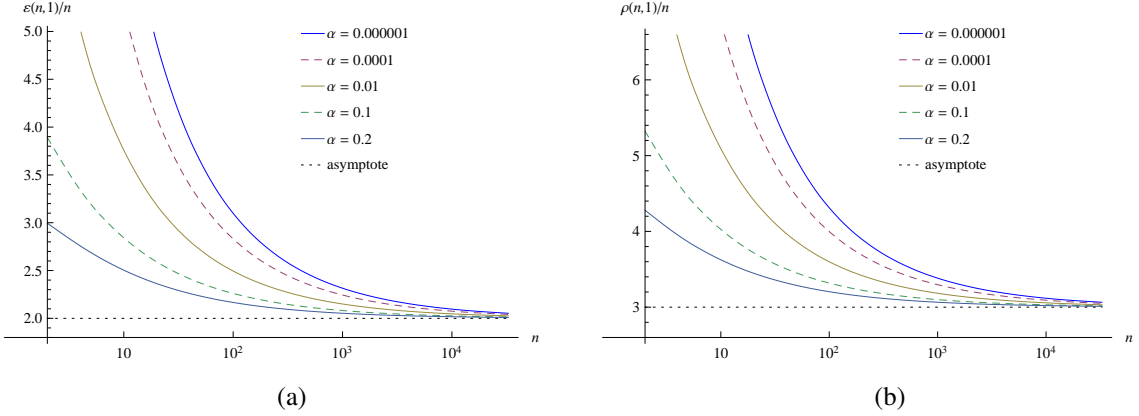 ε(n,1)/n
5.0
4.5
4.0
3.5
3.0
2.5
2.0
10
10²
10³
10⁴
n
α = 0.000001
α = 0.0001
α = 0.01
α = 0.1
α = 0.2
asymptote
(a)
ρ(n,1)/n
6
5
4
3
10
10²
10³
10⁴
n
α = 0.000001
α = 0.0001
α = 0.01
α = 0.1
α = 0.2
asymptote
(b)